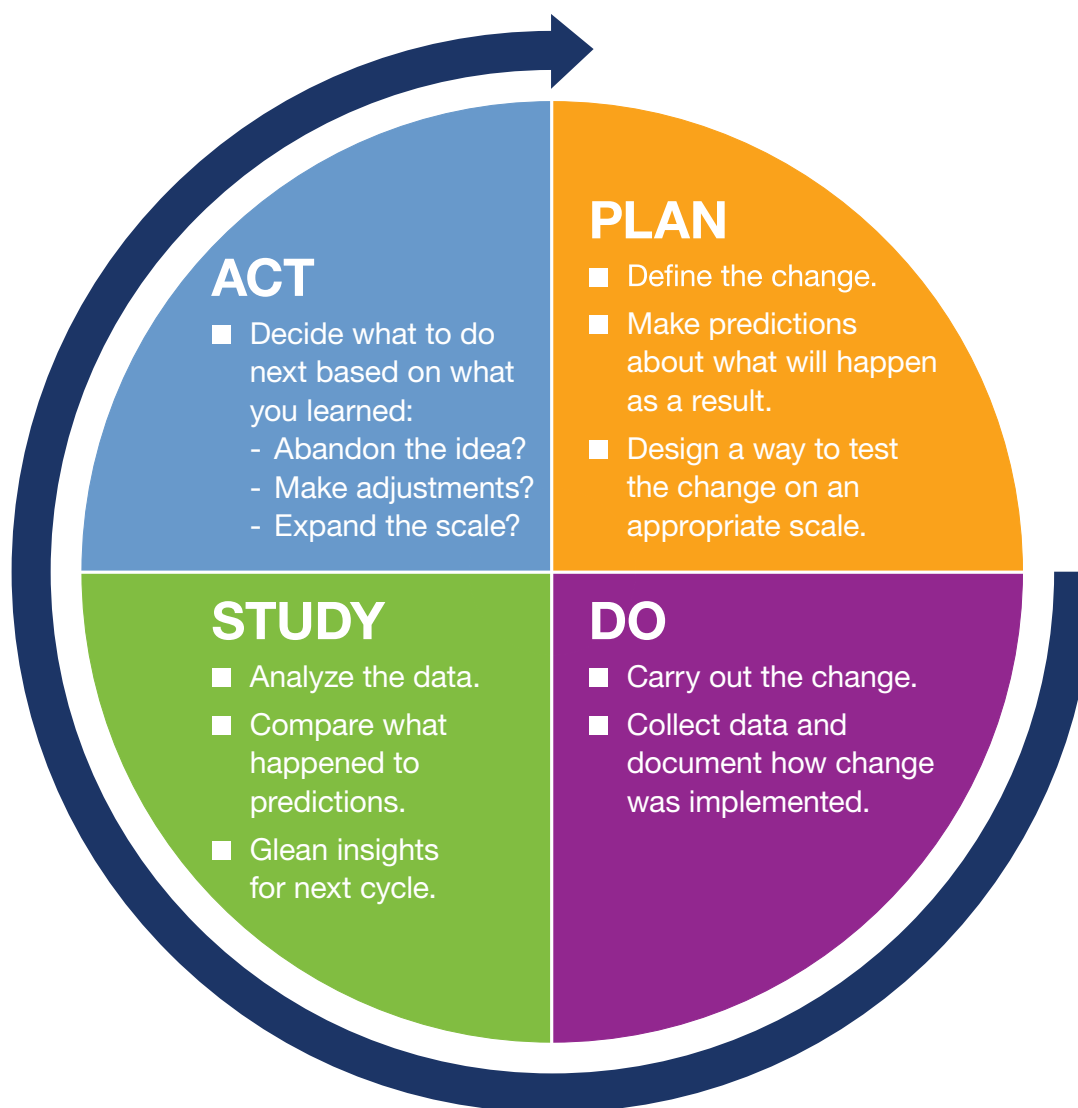 PLAN
Define the change.
Make predictions
about what will happen
as a result.
Design a way to test
the change on an
appropriate scale.
DO
Carry out the change.
Collect data and
document how change
was implemented.
STUDY
Analyze the data.
Compare what
happened to
predictions.
Glean insights
for next cycle.
ACT
Decide what to do
next based on what
you learned:
- Abandon the idea?
- Make adjustments?
- Expand the scale?